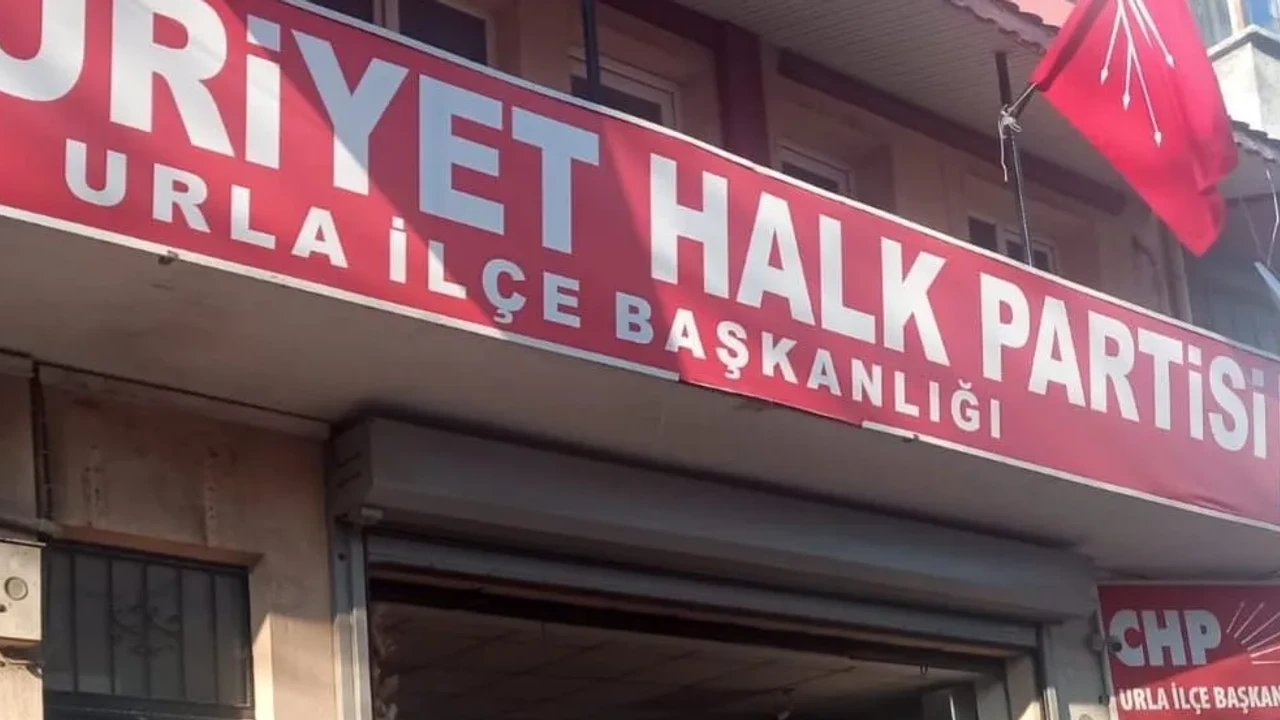 URİYET HALK PARTİSİ
URLA İLÇE BAŞKANLIĞI
CHP
URLA İLÇE BAŞKAN